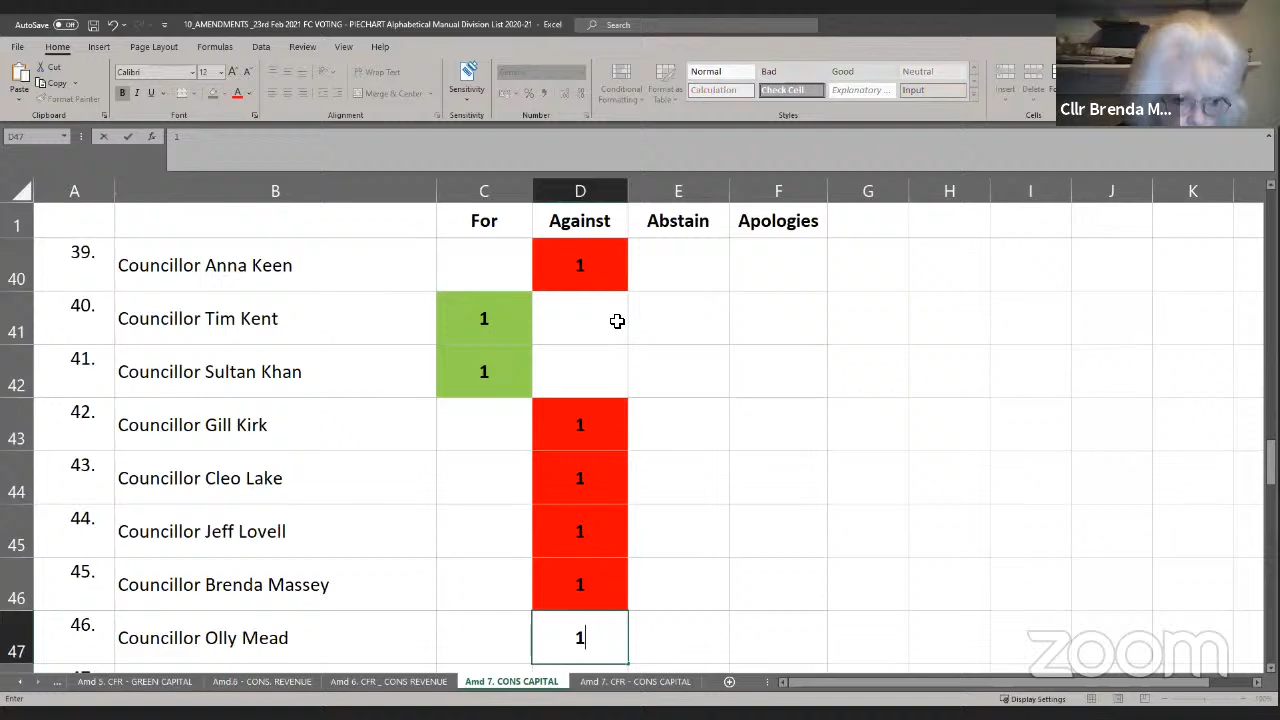 AutoSave Off 10_AMENDMENTS _23rd Feb 2021 FC VOTING - PIECHART Alphabetical Manual Division List 2020-21 - Excel Search
File Home Insert Page Layout Formulas Data Review View Help
Paste Cut Copy Format Painter Calibri 12 A A B I U A Wrap Text Merge & Center General % Sensitivity Conditional Formatting Format as Table Normal Bad Good Neutral Calculation Check Cell Explanatory ... Input Insert Delete
Clipboard Font Alignment Sensitivity Number Styles Cells
Cllr Brenda M...
D47 fx 1
A B C D E F G H I J K
1 For Against Abstain Apologies
40 39. Councillor Anna Keen 1
41 40. Councillor Tim Kent 1
42 41. Councillor Sultan Khan 1
43 42. Councillor Gill Kirk 1
44 43. Councillor Cleo Lake 1
45 44. Councillor Jeff Lovell 1
46 45. Councillor Brenda Massey 1
47 46. Councillor Olly Mead 1
zoom
... Amd 5. CFR - GREEN CAPITAL Amd.6 - CONS. REVENUE Amd 6. CFR _ CONS REVENUE Amd 7. CONS CAPITAL Amd 7. CFR - CONS CAPITAL
Enter Display Settings 160%